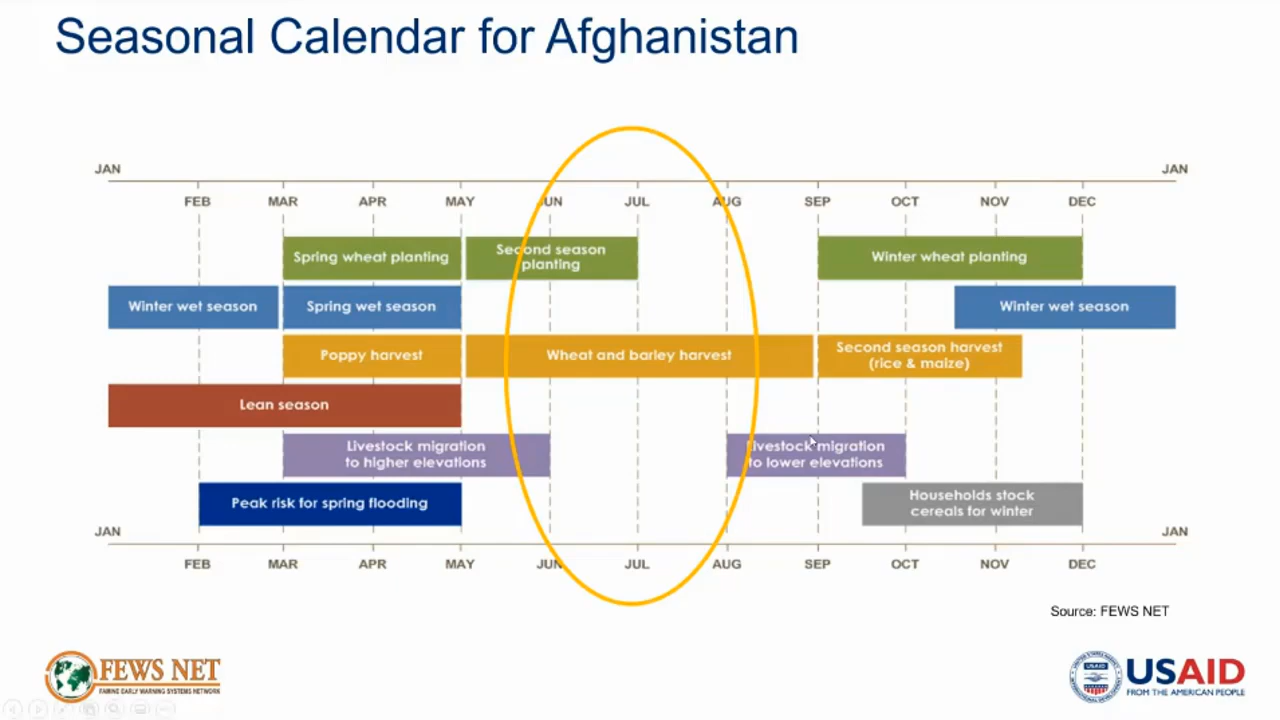 Seasonal Calendar for Afghanistan
JAN JAN
FEB MAR APR MAY JUN JUL AUG SEP OCT NOV DEC
Spring wheat planting
Second season
planting
Winter wheat planting
Winter wet season
Spring wet season
Winter wet season
Poppy harvest
Wheat and barley harvest
Second season harvest
(rice & maize)
Lean season
Livestock migration
to higher elevations
Livestock migration
to lower elevations
Peak risk for spring flooding
Households stock
cereals for winter
JAN JAN
FEB MAR APR MAY JUN JUL AUG SEP OCT NOV DEC
Source: FEWS NET
FEWS NET
FAMINE EARLY WARNING SYSTEMS NETWORK
USAID
USAID
FROM THE AMERICAN PEOPLE